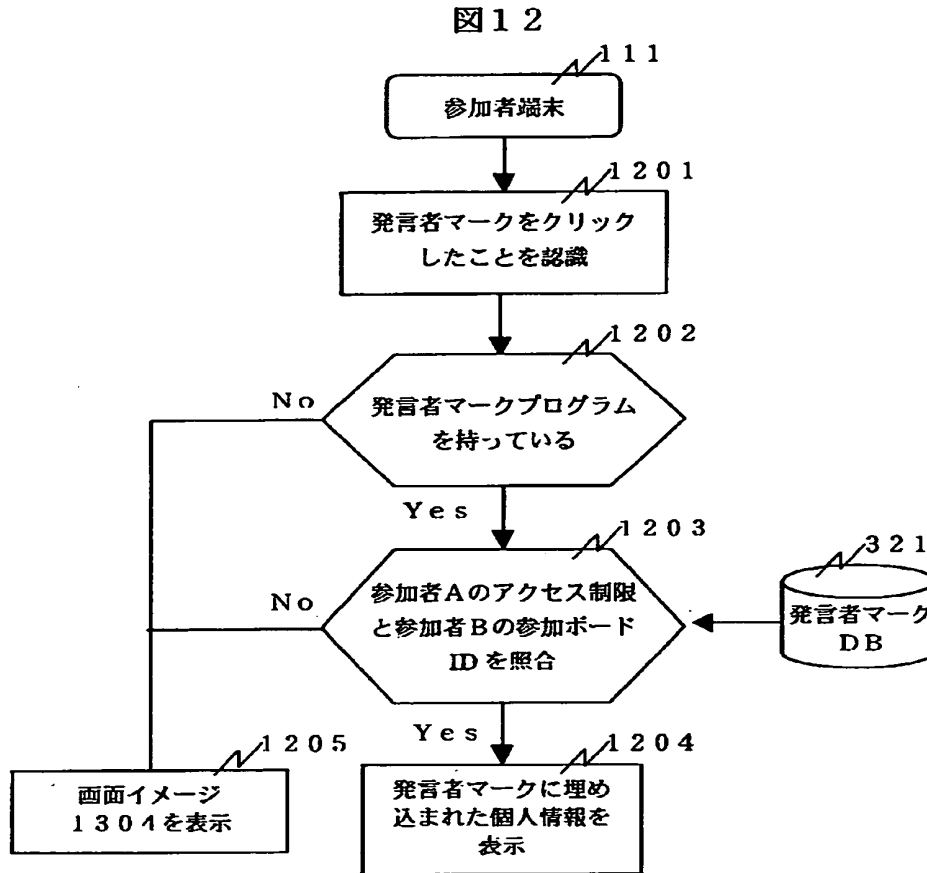 図12
111
参加者端末
1201
発言者マークをクリック
したことを認識
1202
No
発言者マークプログラム
を持っている
Yes
1203
321
No
参加者Aのアクセス制限
と参加者Bの参加ボード
IDを照合
発言者マーク
DB
Yes
1205
1204
画面イメージ
1304を表示
発言者マークに埋め
込まれた個人情報を
表示